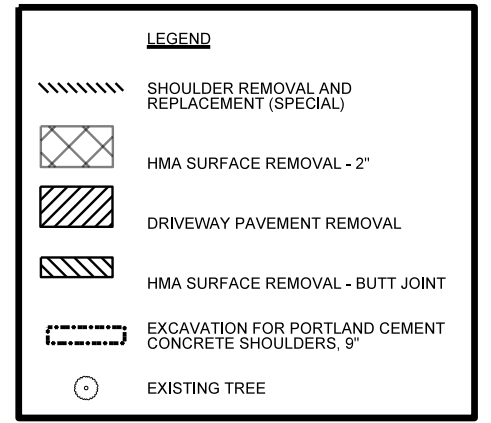 LEGEND
SHOULDER REMOVAL AND
REPLACEMENT (SPECIAL)
HMA SURFACE REMOVAL - 2"
DRIVEWAY PAVEMENT REMOVAL
HMA SURFACE REMOVAL - BUTT JOINT
EXCAVATION FOR PORTLAND CEMENT
CONCRETE SHOULDERS, 9"
EXISTING TREE